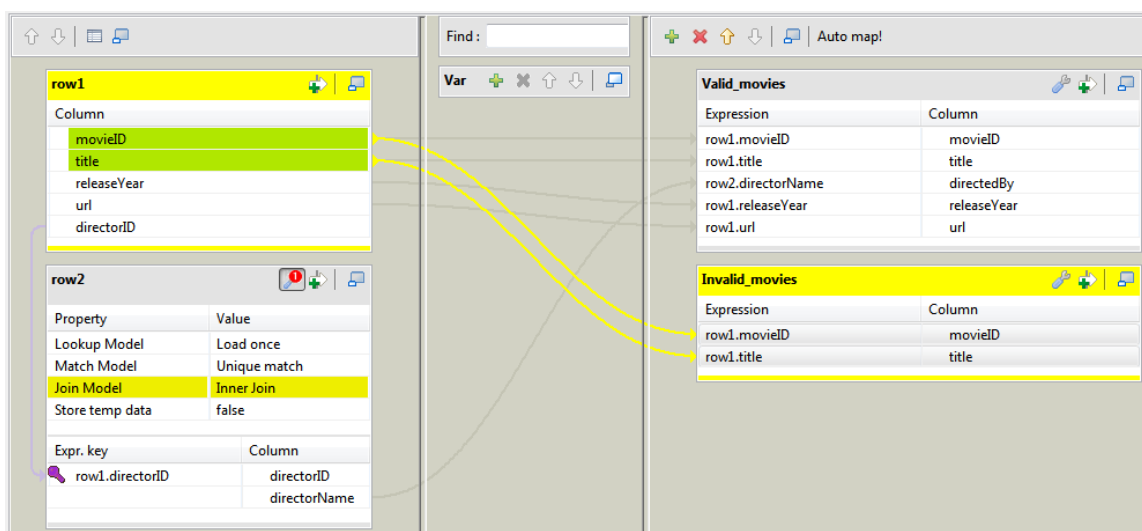 Find :
Auto map!
row1
Column
movieID
title
releaseYear
url
directorID
row2
1
Property Value
Lookup Model Load once
Match Model Unique match
Join Model Inner Join
Store temp data false
Expr. key Column
row1.directorID directorID
directorName
Var
Valid_movies
Expression Column
row1.movieID movieID
row1.title title
row2.directorName directedBy
row1.releaseYear releaseYear
row1.url url
Invalid_movies
Expression Column
row1.movieID movieID
row1.title title